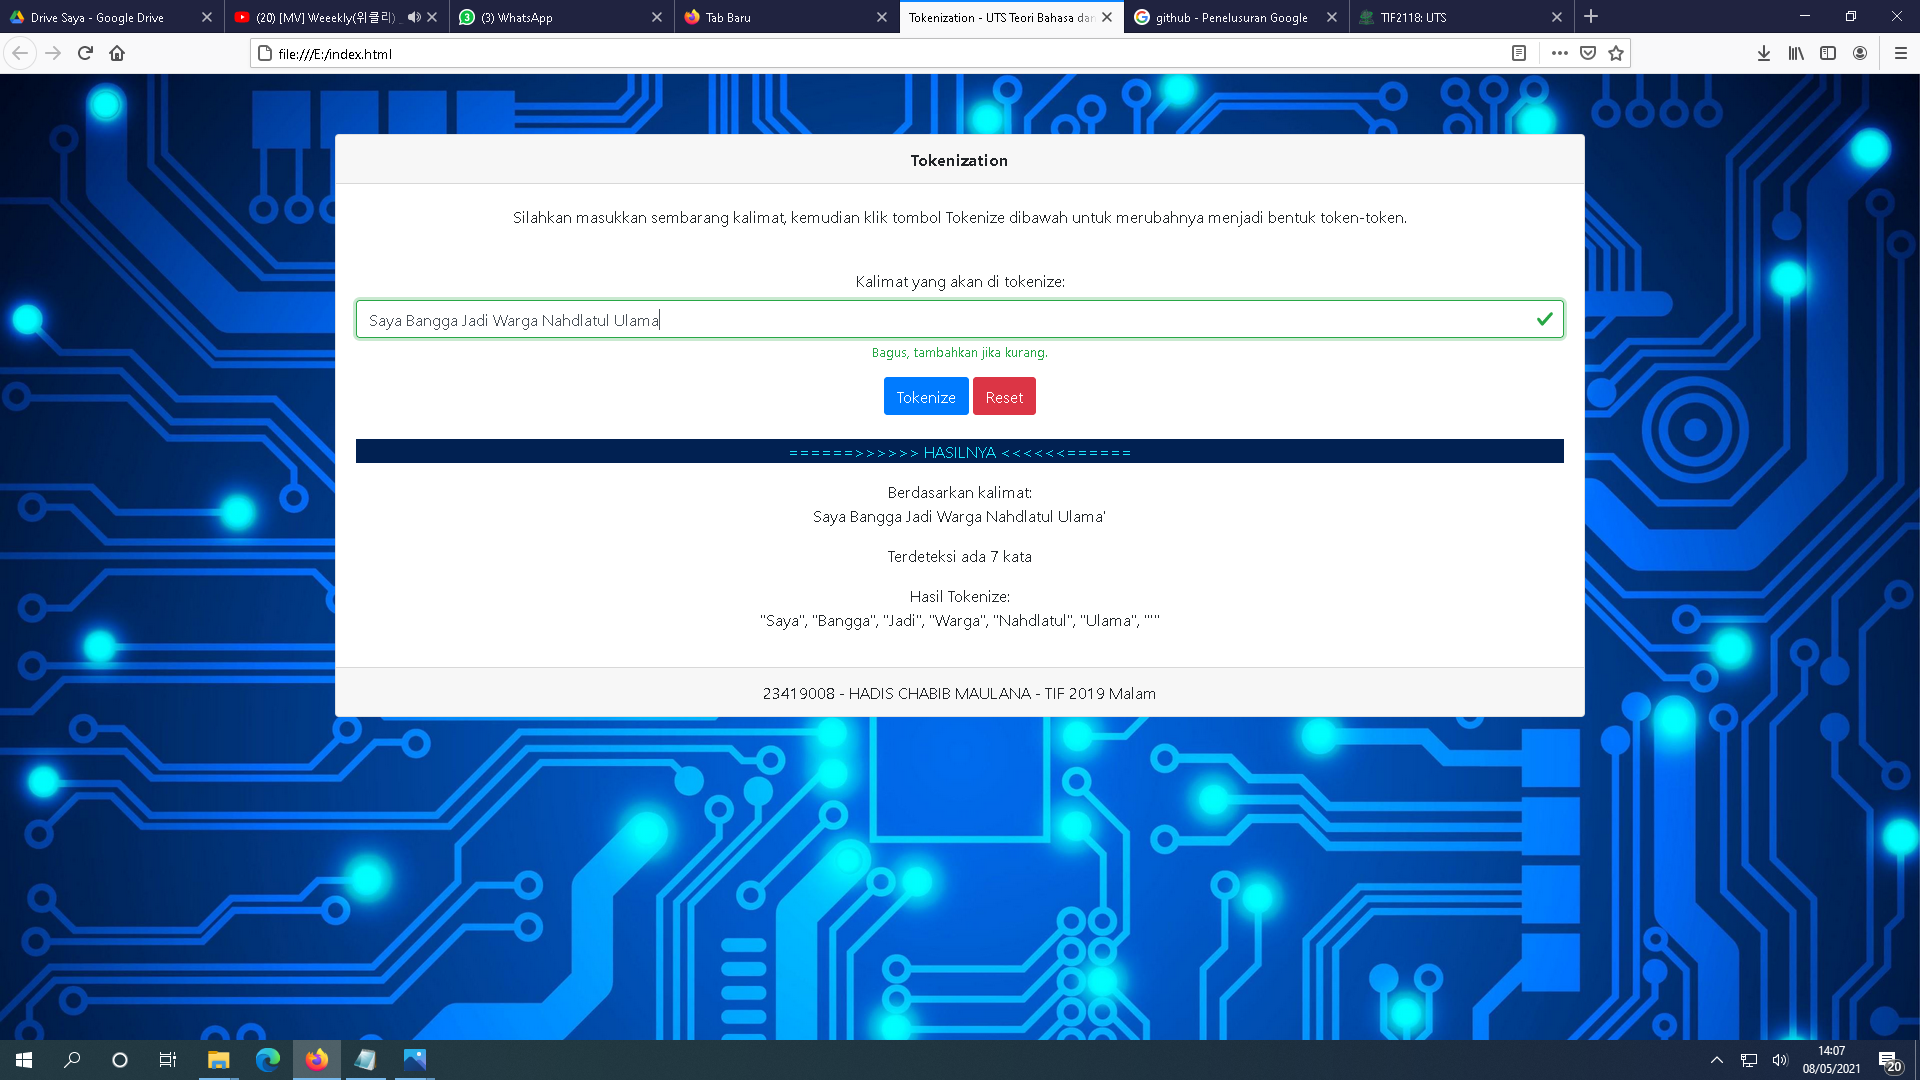 Drive Saya - Google Drive
(20) [MV] Weeekly(위클리) _
(3) WhatsApp
Tab Baru
Tokenization - UTS Teori Bahasa dan
github - Penelusuran Google
TIF2118: UTS
file:///E:/index.html
Tokenization
Silahkan masukkan sembarang kalimat, kemudian klik tombol Tokenize dibawah untuk merubahnya menjadi bentuk token-token.
Kalimat yang akan di tokenize:
Saya Bangga Jadi Warga Nahdlatul Ulama
Bagus, tambahkan jika kurang.
Tokenize Reset
======>>>>>> HASILNYA <<<<<<======
Berdasarkan kalimat:
Saya Bangga Jadi Warga Nahdlatul Ulama'
Terdeteksi ada 7 kata
Hasil Tokenize:
"Saya", "Bangga", "Jadi", "Warga", "Nahdlatul", "Ulama", "'"
23419008 - HADIS CHABIB MAULANA - TIF 2019 Malam
14:07
08/05/2021
20